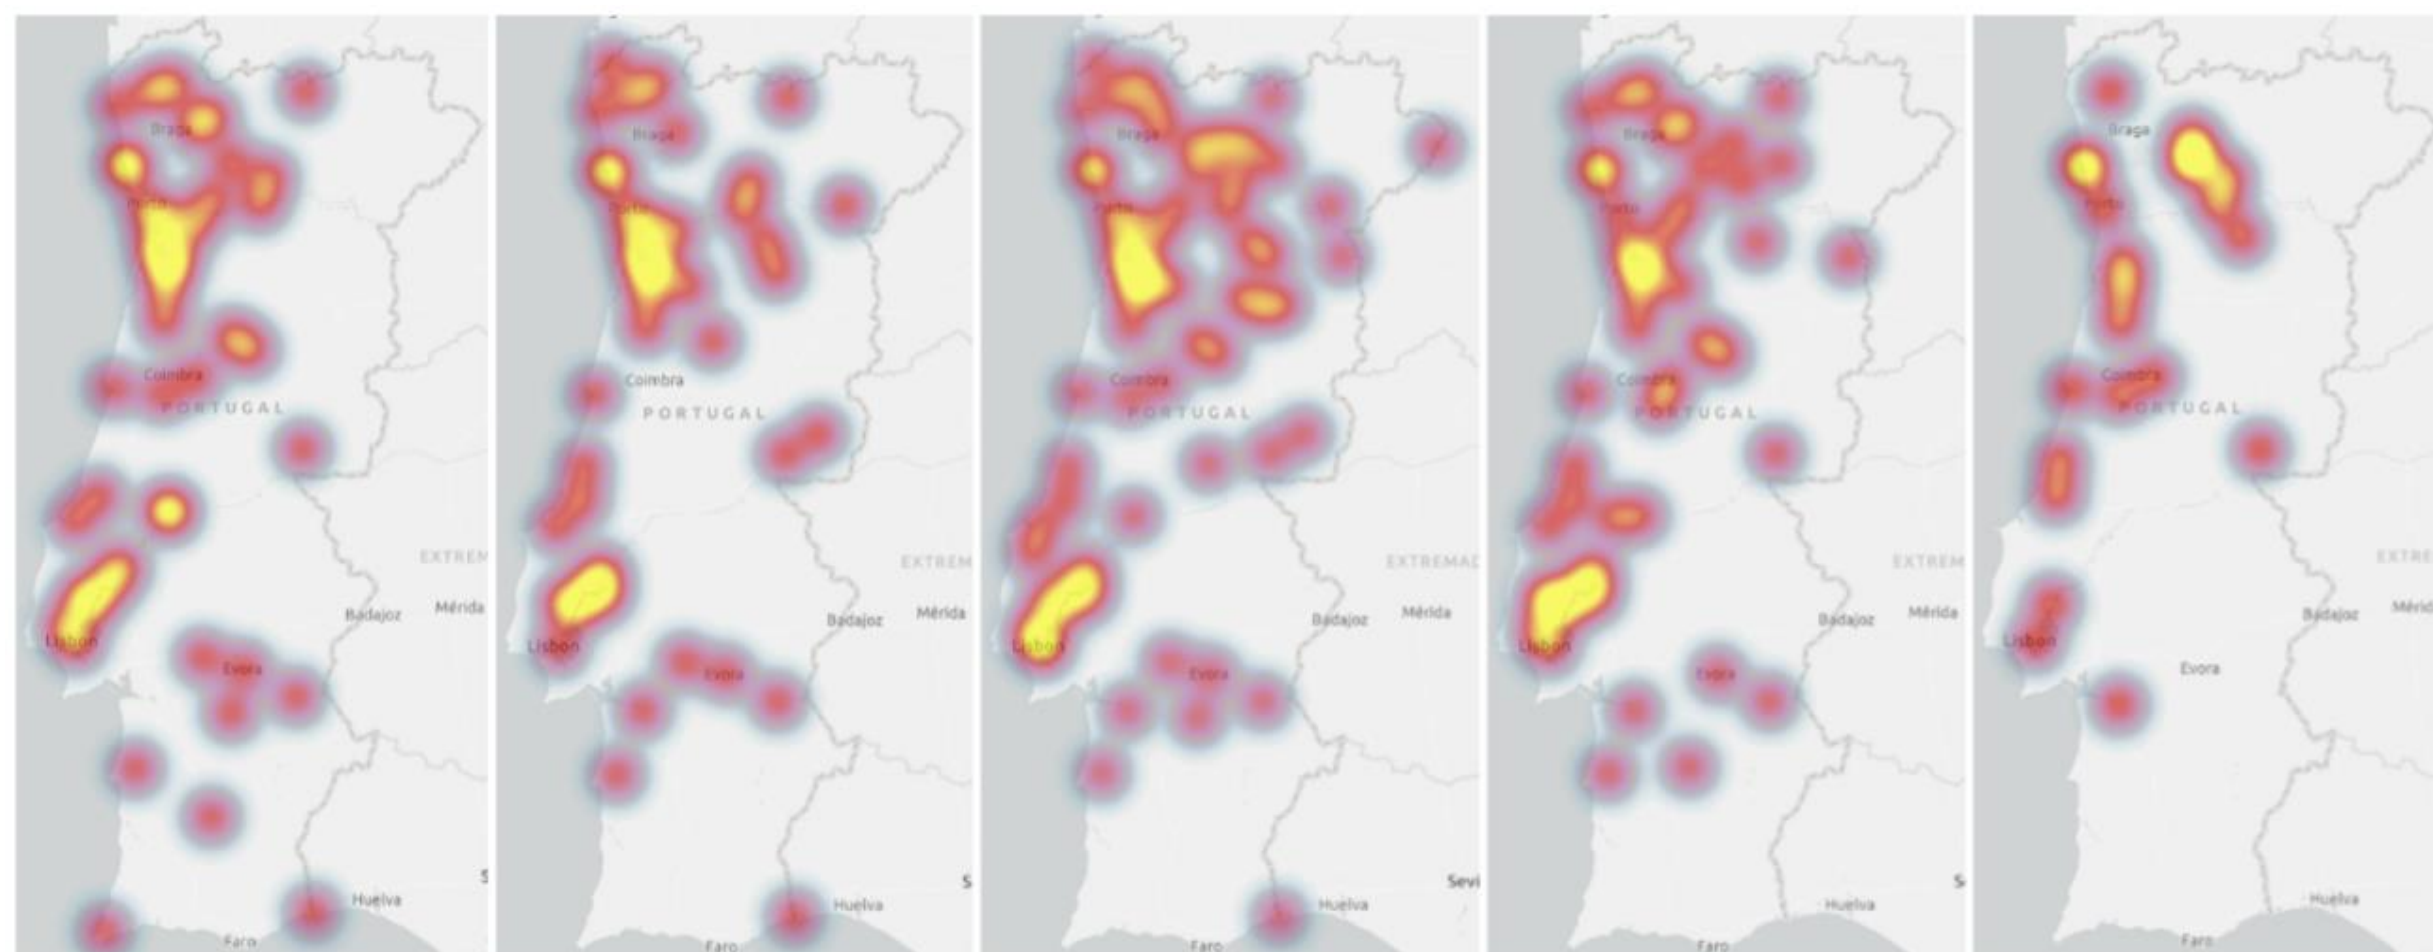 Braga
Porto
Coimbra
PORTUGAL
EXTREM
Badajoz
Mérida
Lisbon
Evora
S
Huelva
Faro
Braga
Porto
Coimbra
PORTUGAL
EXTREM
Badajoz
Mérida
Lisbon
Evora
S
Huelva
Faro
Braga
Porto
Coimbra
PORTUGAL
EXTREMAD
Badajoz
Mérida
Lisbon
Evora
Sevi
Huelva
Faro
Braga
Porto
Coimbra
PORTUGAL
EXTREM
Badajoz
Mérida
Lisbon
Evora
S
Huelva
Faro
Braga
Porto
Coimbra
PORTUGAL
EXTRE
Badajoz
Mérid
Lisbon
Evora
Huelva
Faro